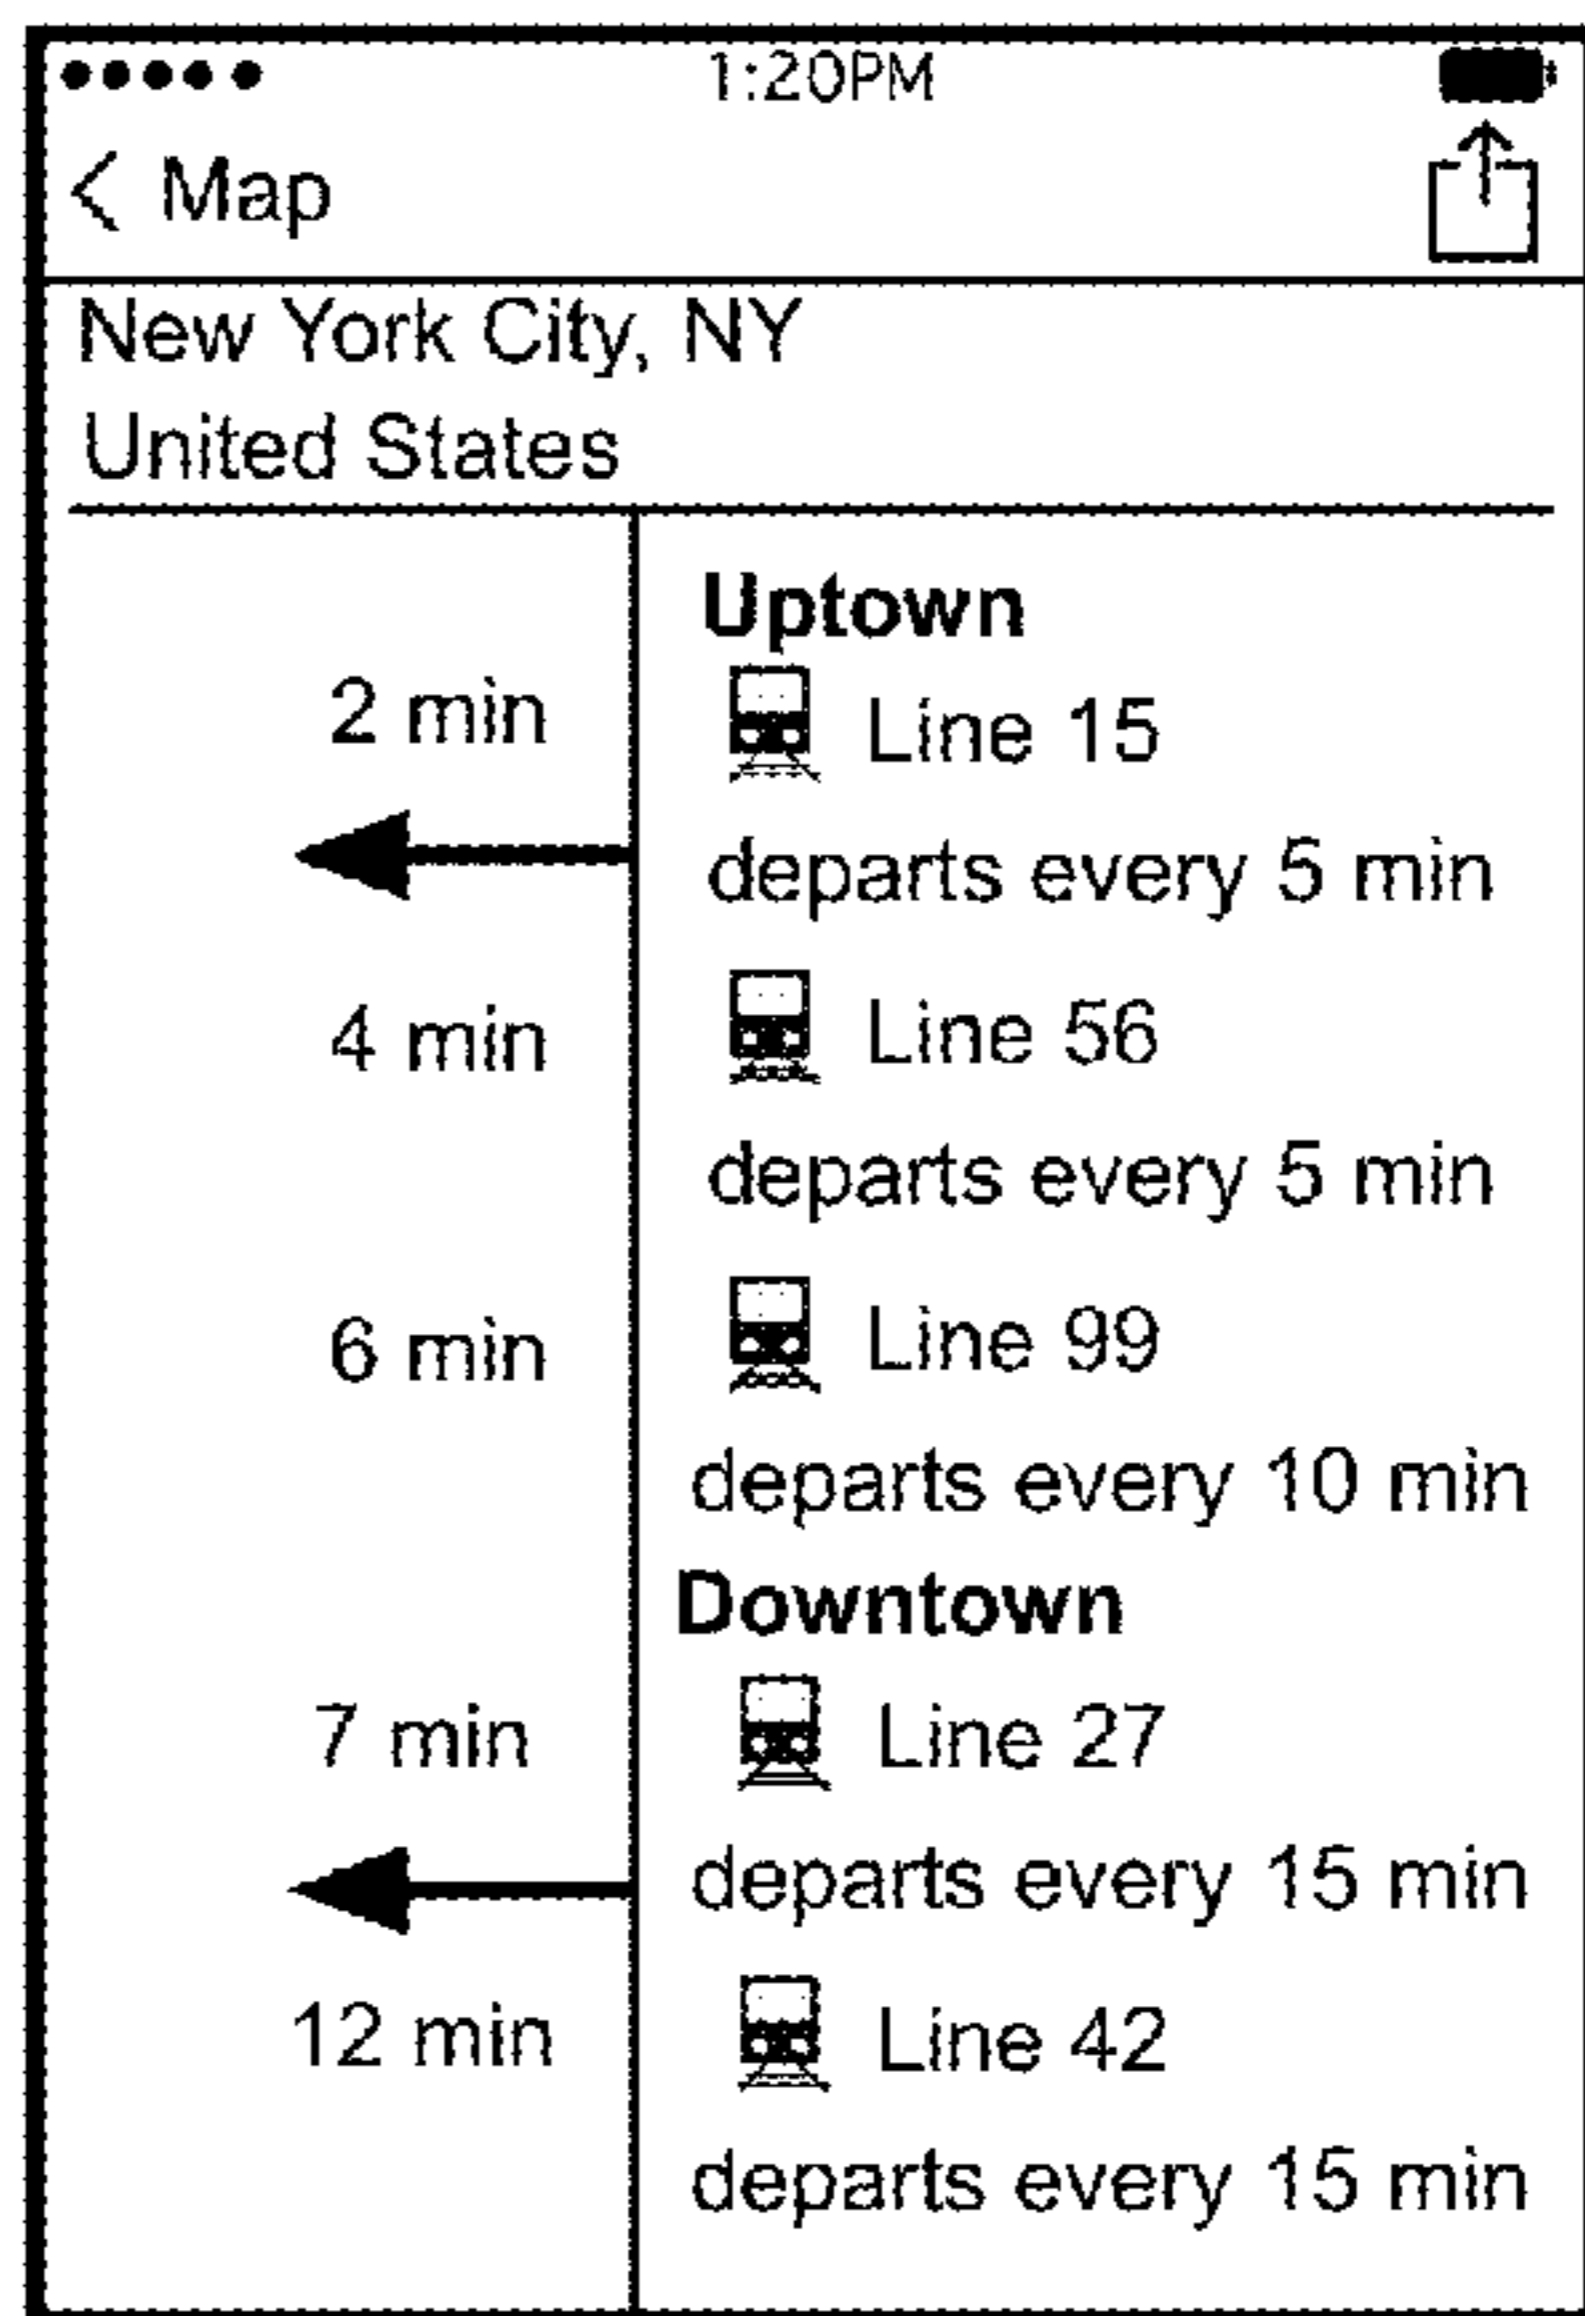 1:20PM
Map
New York City, NY
United States
Uptown
2 min
Line 15
departs every 5 min
4 min
Line 56
departs every 5 min
6 min
Line 99
departs every 10 min
Downtown
7 min
Line 27
departs every 15 min
12 min
Line 42
departs every 15 min